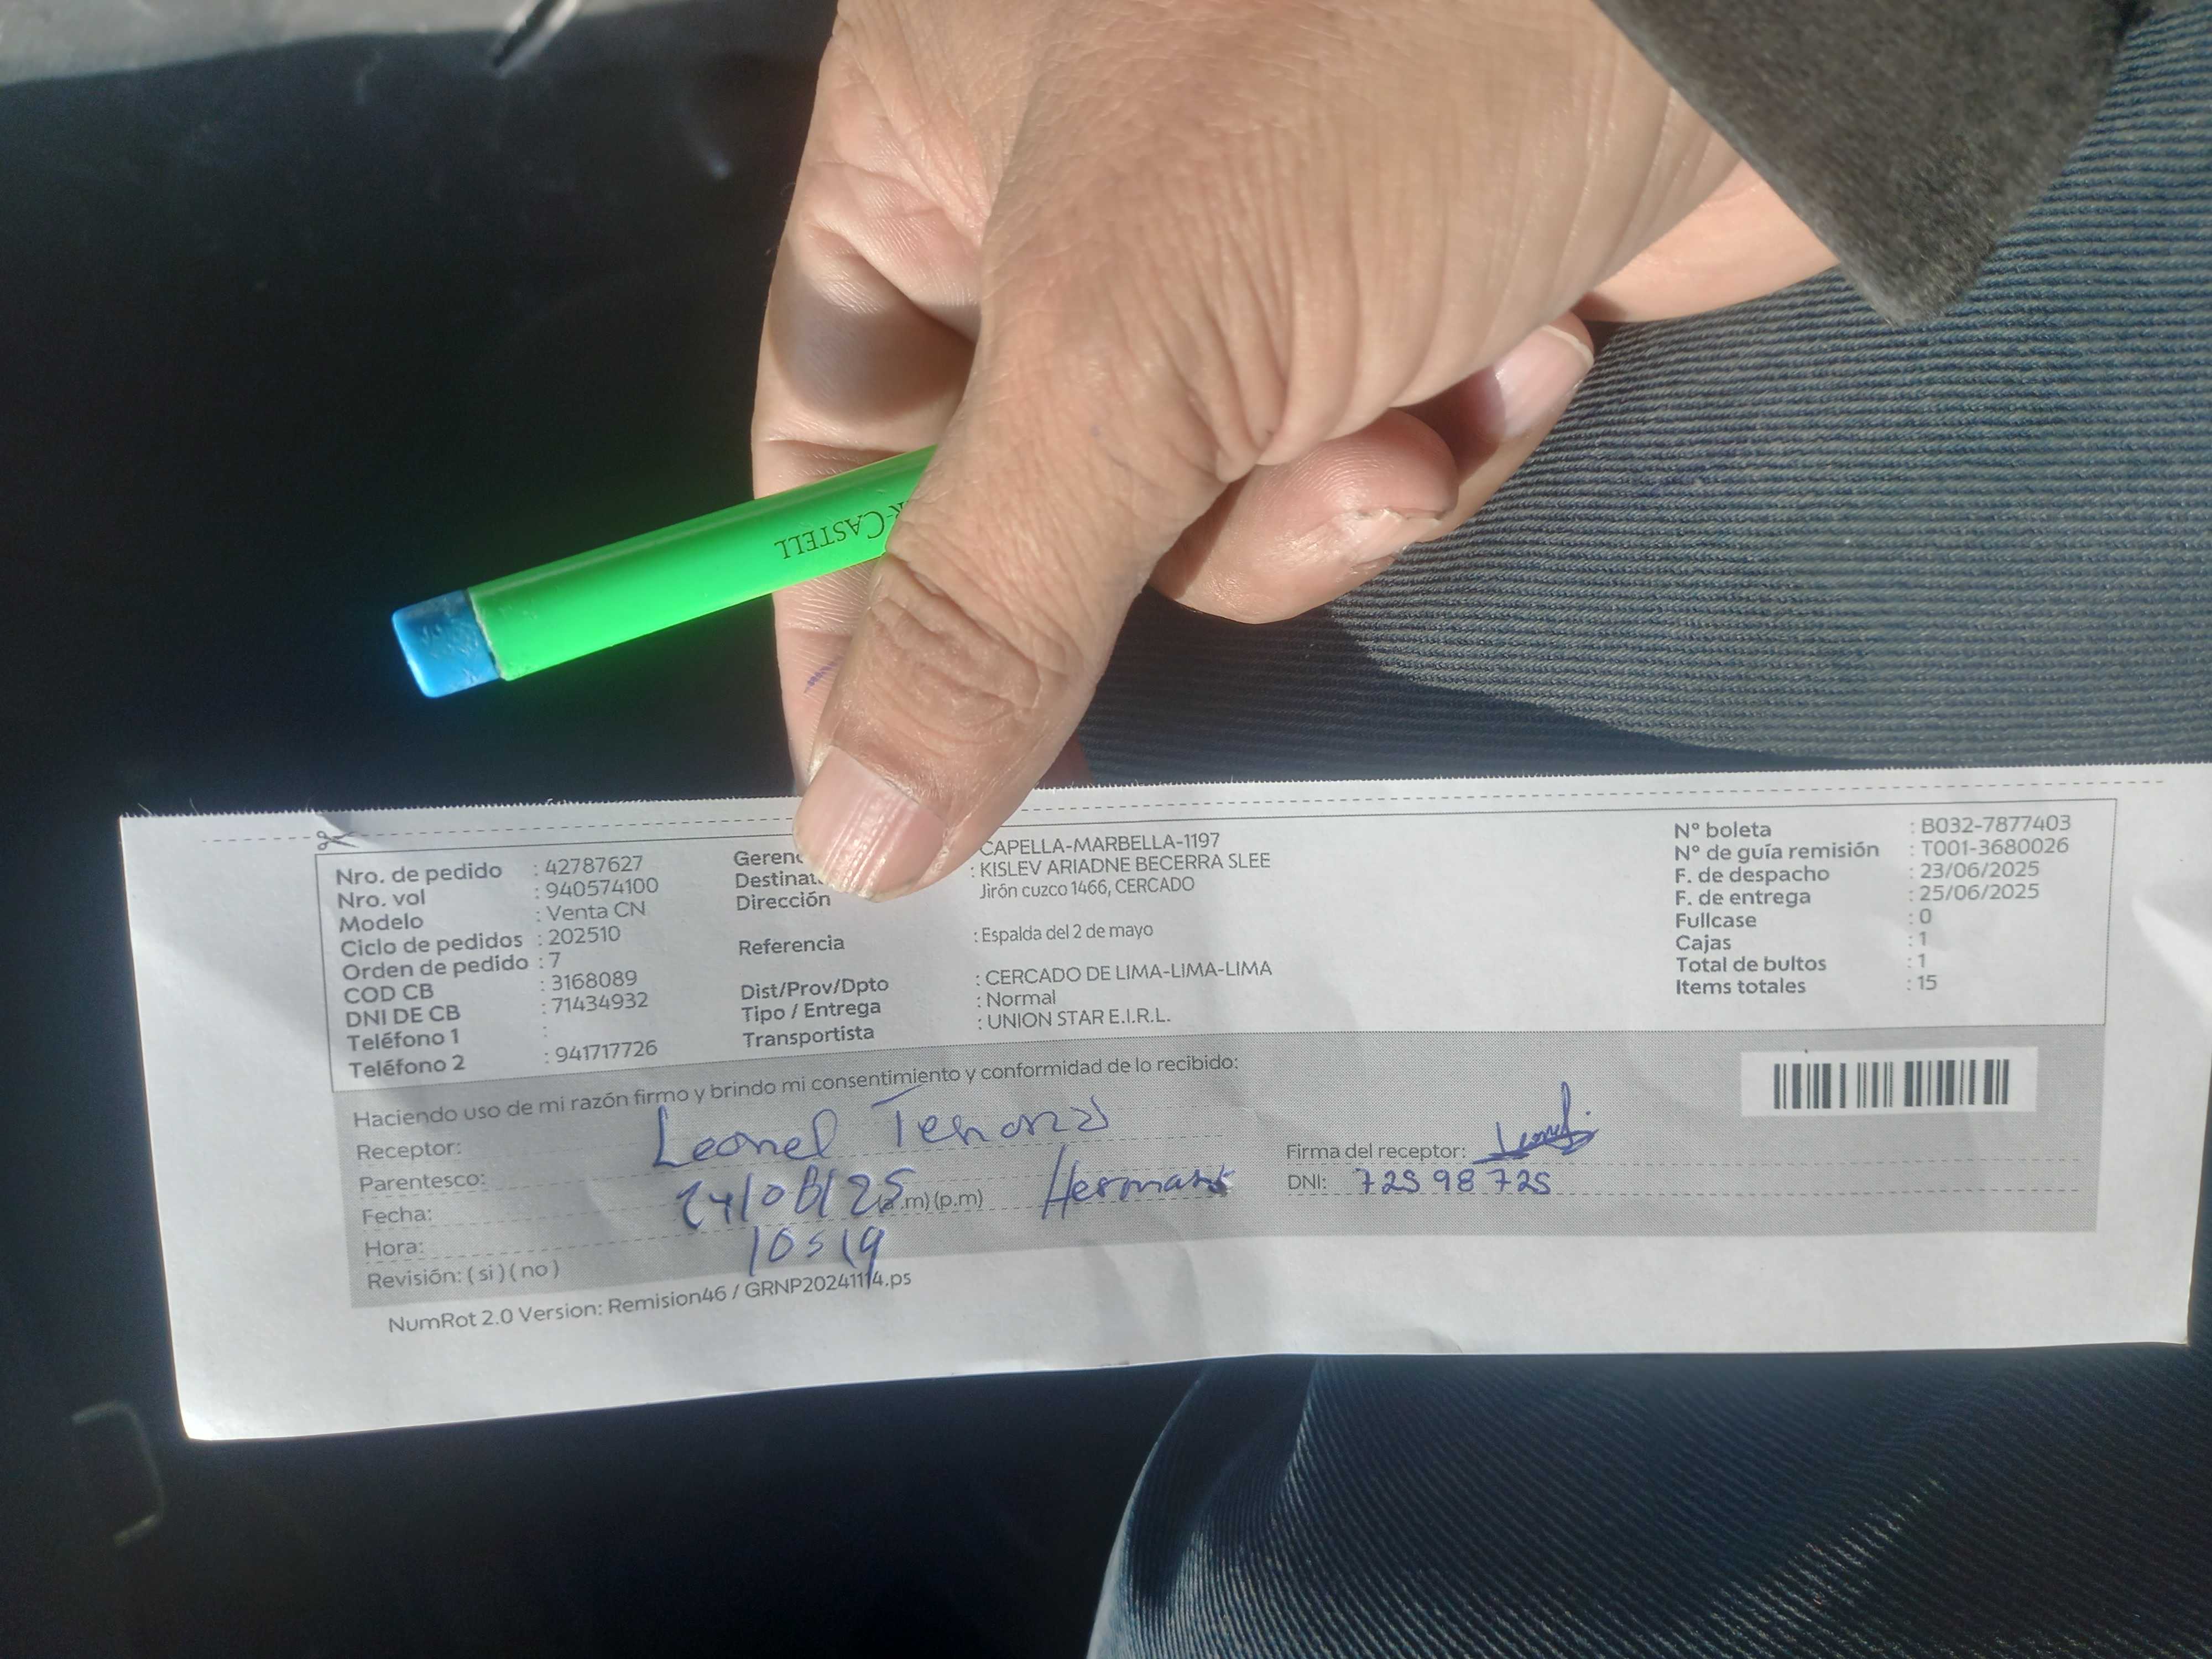 R-CASTELL
Nro. de pedido : 42787627
Nro. vol : 940574100
Modelo : Venta CN
Ciclo de pedidos : 202510
Orden de pedido : 7
COD CB : 3168089
DNI DE CB : 71434932
Teléfono 1 :
Teléfono 2 : 941717726
Geren CAPELLA-MARBELLA-1197
Destinat : KISLEV ARIADNE BECERRA SLEE
Dirección Jirón cuzco 1466, CERCADO
Referencia : Espalda del 2 de mayo
Dist/Prov/Dpto : CERCADO DE LIMA-LIMA-LIMA
Tipo / Entrega : Normal
Transportista : UNION STAR E.I.R.L.
N° boleta : B032-7877403
N° de guía remisión : T001-3680026
F. de despacho : 23/06/2025
F. de entrega : 25/06/2025
Fullcase : 0
Cajas : 1
Total de bultos : 1
Items totales : 15
Haciendo uso de mi razón firmo y brindo mi consentimiento y conformidad de lo recibido:
Receptor: Leonel
Parentesco: Hermano
Fecha: (a.m) (p.m)
Hora:
Revisión: ( si ) ( no )
Firma del receptor:
DNI: 72598725
NumRot 2.0 Version: Remision46 / GRNP20241114.ps